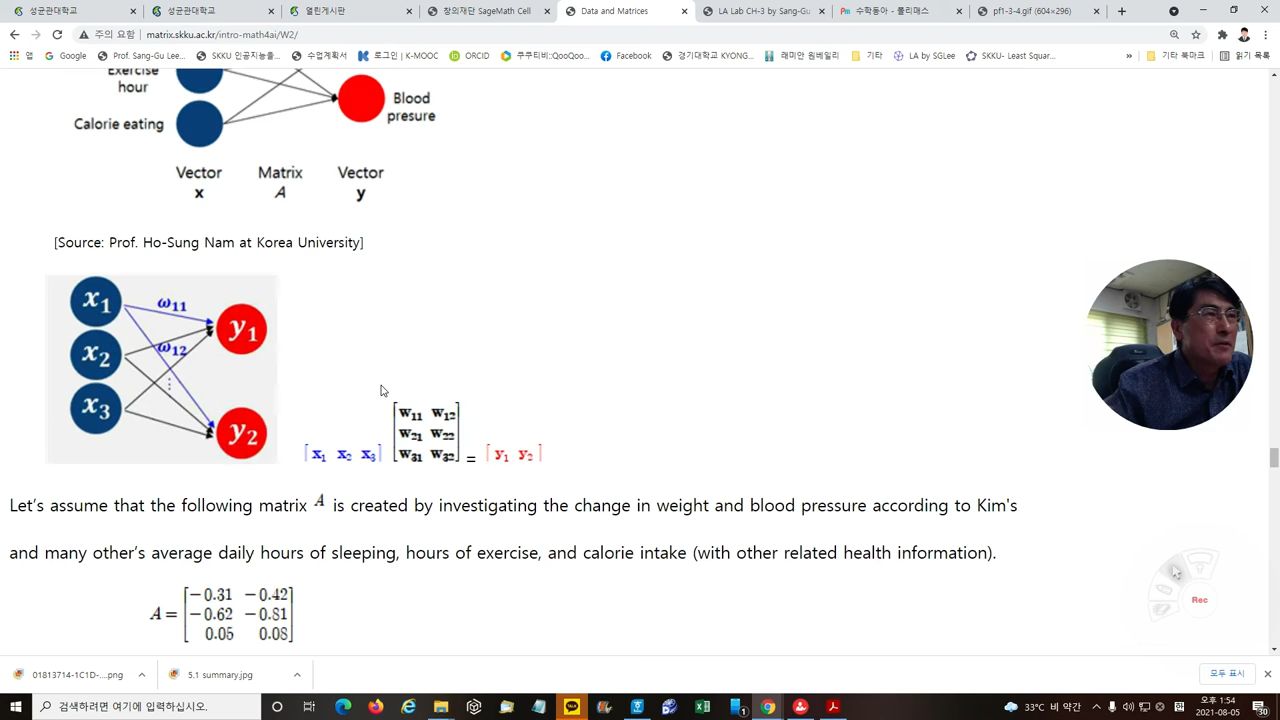 성균관대학교
성균관대학교
열린게시판
창의재단 SageMath Cell
Data and Matrices
LA Lab CH-3 by Sang-Gu
수학동아 - 폴리매스
pf1-3-4.gif (604×296)
주의 요함 | matrix.skku.ac.kr/intro-math4ai/W2/
앱 Google Prof. Sang-Gu Lee... SKKU 인공지능을... 수업계획서 로그인 | K-MOOC ORCID 쿠쿠티비::QooQoo... Facebook 경기대학교 KYONG... 래미안 원베일리 기타 LA by SGLee SKKU- Least Squar... » 기타 북마크 읽기 목록
Exercise
hour
Calorie eating
Blood
presure
Vector Matrix Vector
x A y
[Source: Prof. Ho-Sung Nam at Korea University]
x1 ω11 y1
x2 ω12
⋮
x3 y2
[x1 x2 x3] [w11 w12
w21 w22
w31 w32] = [y1 y2]
Let's assume that the following matrix A is created by investigating the change in weight and blood pressure according to Kim's
and many other's average daily hours of sleeping, hours of exercise, and calorie intake (with other related health information).
A = [−0.31 −0.42
−0.62 −0.81
0.05 0.08]
Rec
01813714-1C1D-....png
5.1 summary.jpg
모두 표시
검색하려면 여기에 입력하십시오.
TALK
33°C 비 약간
오후 1:54
2021-08-05
30